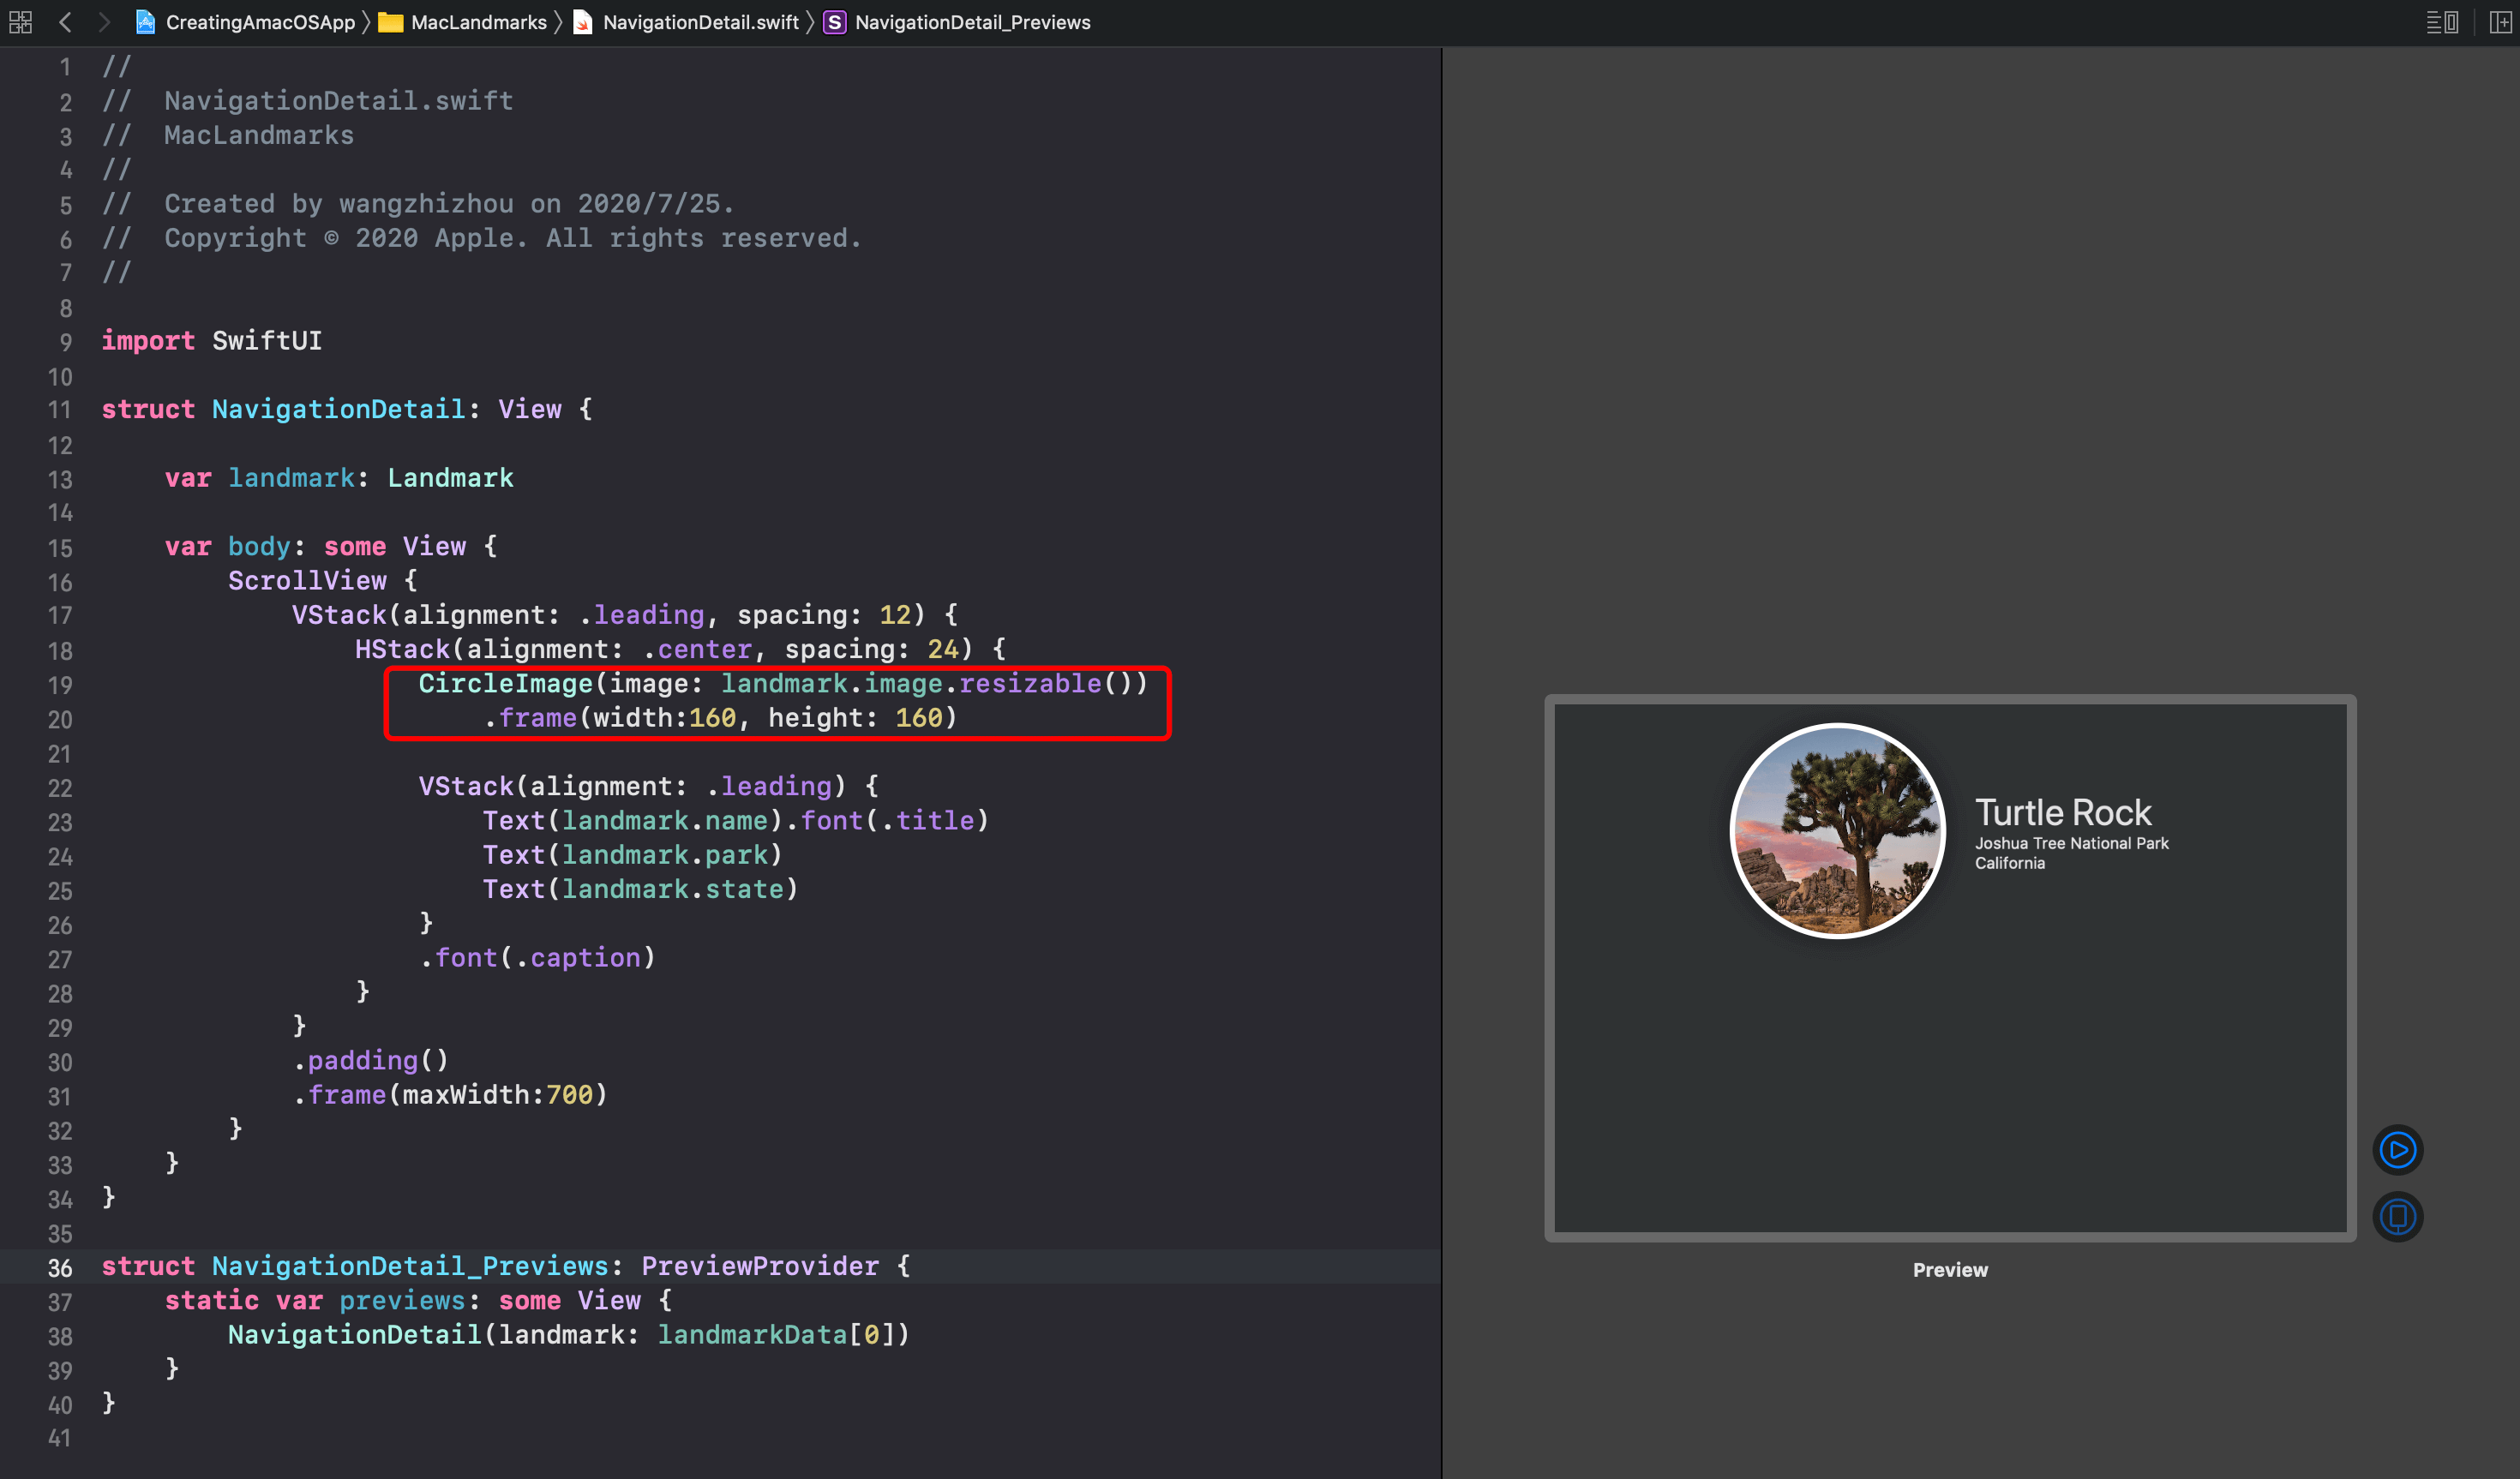 CreatingAmacOSApp 〉 MacLandmarks 〉 NavigationDetail.swift 〉 S NavigationDetail_Previews
1 //
2 //  NavigationDetail.swift
3 //  MacLandmarks
4 //
5 //  Created by wangzhizhou on 2020/7/25.
6 //  Copyright © 2020 Apple. All rights reserved.
7 //
8
9 import SwiftUI
10
11 struct NavigationDetail: View {
12
13     var landmark: Landmark
14
15     var body: some View {
16         ScrollView {
17             VStack(alignment: .leading, spacing: 12) {
18                 HStack(alignment: .center, spacing: 24) {
19                     CircleImage(image: landmark.image.resizable())
20                         .frame(width:160, height: 160)
21
22                     VStack(alignment: .leading) {
23                         Text(landmark.name).font(.title)
24                         Text(landmark.park)
25                         Text(landmark.state)
26                     }
27                     .font(.caption)
28                 }
29             }
30             .padding()
31             .frame(maxWidth:700)
32         }
33     }
34 }
35
36 struct NavigationDetail_Previews: PreviewProvider {
37     static var previews: some View {
38         NavigationDetail(landmark: landmarkData[0])
39     }
40 }
41
Turtle Rock
Joshua Tree National Park
California
Preview